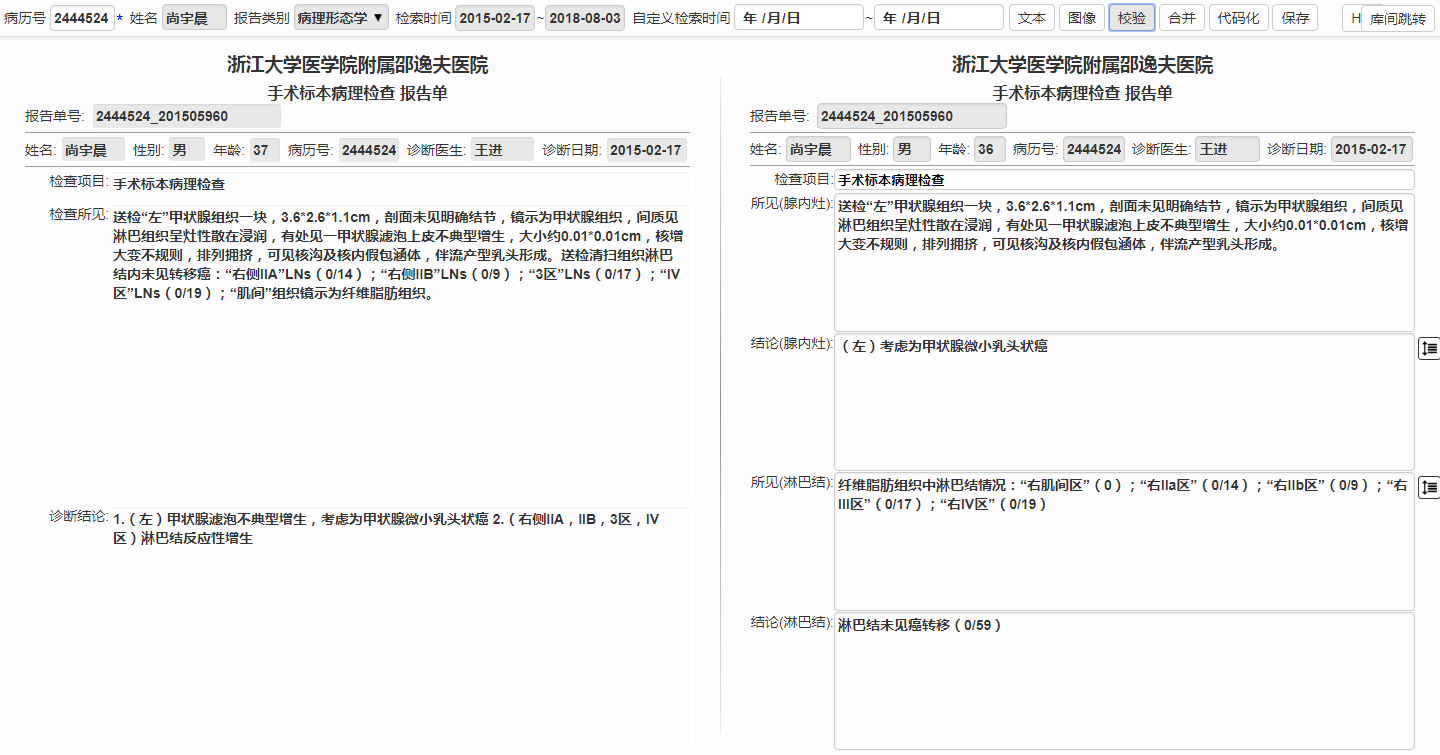 病历号 2444524 * 姓名 尚宇晨 报告类别 病理形态学 ▼ 检索时间 2015-02-17 ~ 2018-08-03 自定义检索时间 年 /月/日 ~ 年 /月/日 文本 图像 校验 合并 代码化 保存 H 库间跳转
浙江大学医学院附属邵逸夫医院
手术标本病理检查 报告单
报告单号: 2444524_201505960
姓名: 尚宇晨 性别: 男 年龄: 37 病历号: 2444524 诊断医生: 王进 诊断日期: 2015-02-17
检查项目: 手术标本病理检查
检查所见: 送检“左”甲状腺组织一块，3.6*2.6*1.1cm，剖面未见明确结节，镜示为甲状腺组织，间质见
淋巴组织呈灶性散在浸润，有处见一甲状腺滤泡上皮不典型增生，大小约0.01*0.01cm，核增
大变不规则，排列拥挤，可见核沟及核内假包涵体，伴流产型乳头形成。送检清扫组织淋巴
结内未见转移癌：“右侧IIA”LNs（0/14）；“右侧IIB”LNs（0/9）；“3区”LNs（0/17）；“IV
区”LNs（0/19）；“肌间”组织镜示为纤维脂肪组织。
诊断结论: 1.（左）甲状腺滤泡不典型增生，考虑为甲状腺微小乳头状癌 2.（右侧IIA，IIB，3区，IV
区）淋巴结反应性增生
浙江大学医学院附属邵逸夫医院
手术标本病理检查 报告单
报告单号: 2444524_201505960
姓名: 尚宇晨 性别: 男 年龄: 36 病历号: 2444524 诊断医生: 王进 诊断日期: 2015-02-17
检查项目: 手术标本病理检查
所见(腺内灶): 送检“左”甲状腺组织一块，3.6*2.6*1.1cm，剖面未见明确结节，镜示为甲状腺组织，间质见
淋巴组织呈灶性散在浸润，有处见一甲状腺滤泡上皮不典型增生，大小约0.01*0.01cm，核增
大变不规则，排列拥挤，可见核沟及核内假包涵体，伴流产型乳头形成。
结论(腺内灶): （左）考虑为甲状腺微小乳头状癌
所见(淋巴结): 纤维脂肪组织中淋巴结情况：“右肌间区”（0）；“右IIa区”（0/14）；“右IIb区”（0/9）；“右
III区”（0/17）；“右IV区”（0/19）
结论(淋巴结): 淋巴结未见癌转移（0/59）